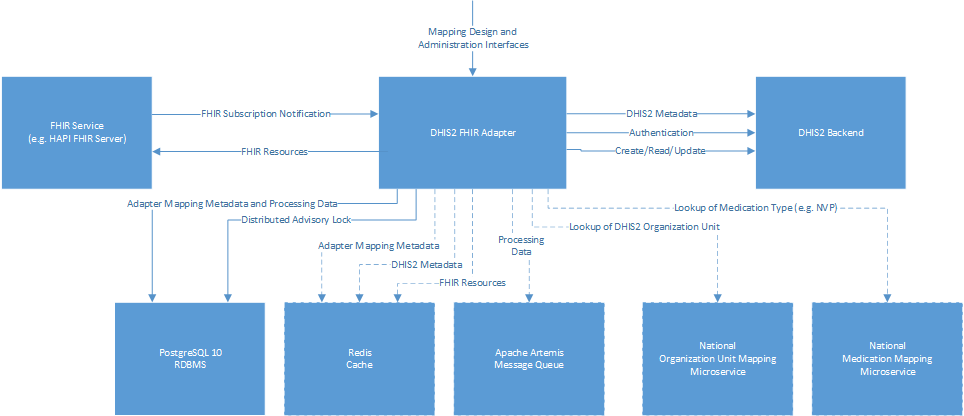 Mapping Design and
Administration Interfaces
FHIR Service
(e.g. HAPI FHIR Server)
FHIR Subscription Notification
FHIR Resources
DHIS2 FHIR Adapter
DHIS2 Metadata
Authentication
Create/Read/Update
DHIS2 Backend
Adapter Mapping Metadata and Processing Data
Distributed Advisory Lock
Adapter Mapping Metadata
DHIS2 Metadata
FHIR Resources
Processing
Data
Lookup of Medication Type (e.g. NVP)
Lookup of DHIS2 Organization Unit
PostgreSQL 10
RDBMS
Redis
Cache
Apache Artemis
Message Queue
National
Organization Unit Mapping
Microservice
National
Medication Mapping
Microservice